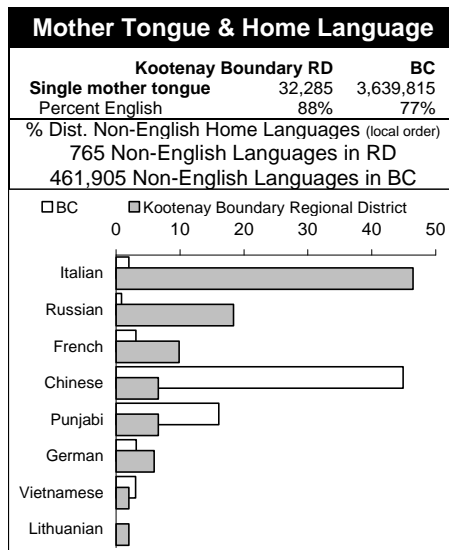 Mother Tongue & Home Language
Kootenay Boundary RD BC
Single mother tongue 32,285 3,639,815
Percent English 88% 77%
% Dist. Non-English Home Languages (local order)
765 Non-English Languages in RD
461,905 Non-English Languages in BC
BC Kootenay Boundary Regional District
0 10 20 30 40 50
Italian
Russian
French
Chinese
Punjabi
German
Vietnamese
Lithuanian